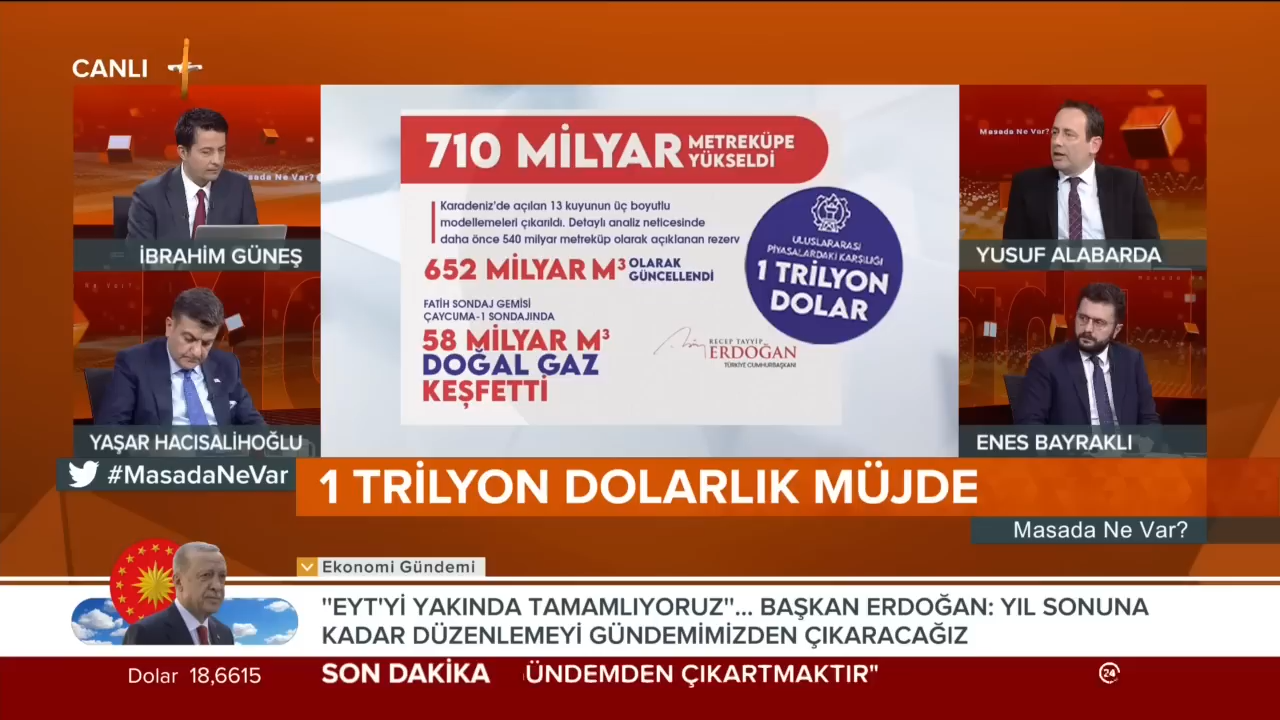 CANLI
710 MİLYAR METREKÜPE YÜKSELDİ
Karadeniz'de açılan 13 kuyunun üç boyutlu
modellemeleri çıkarıldı. Detaylı analiz neticesinde
daha önce 540 milyar metreküp olarak açıklanan rezerv
652 MİLYAR M³ OLARAK GÜNCELLENDİ
FATİH SONDAJ GEMİSİ
ÇAYCUMA-1 SONDAJINDA
58 MİLYAR M³
DOĞAL GAZ
KEŞFETTİ
ULUSLARARASI
PİYASALARDAKİ KARŞILIĞI
1 TRİLYON
DOLAR
RECEP TAYYİP
ERDOĞAN
TÜRKİYE CUMHURBAŞKANI
Masada Ne Var?
İBRAHİM GÜNEŞ
YUSUF ALABARDA
YAŞAR HACISALİHOĞLU
ENES BAYRAKLI
#MasadaNeVar
1 TRİLYON DOLARLIK MÜJDE
Masada Ne Var?
Ekonomi Gündemi
"EYT'Yİ YAKINDA TAMAMLIYORUZ"... BAŞKAN ERDOĞAN: YIL SONUNA
KADAR DÜZENLEMEYİ GÜNDEMİMİZDEN ÇIKARACAĞIZ
Dolar 18,6615
SON DAKİKA
ÜNDEMDEN ÇIKARTMAKTIR"
24